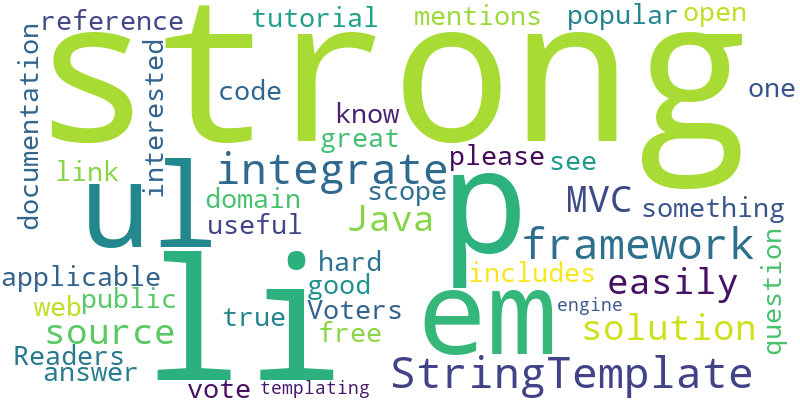 reference
tutorial
mentions
popular
open
strong
documentation
interested
code
one
know
great
link
integrate
please
see
ul
p
domain
scope
useful
Java
MVC
something
framework
li
hard
applicable
includes
easily
question
good
web
public
em
engine
true
Voters
source
free
solution
Readers
answer
StringTemplate
vote
templating